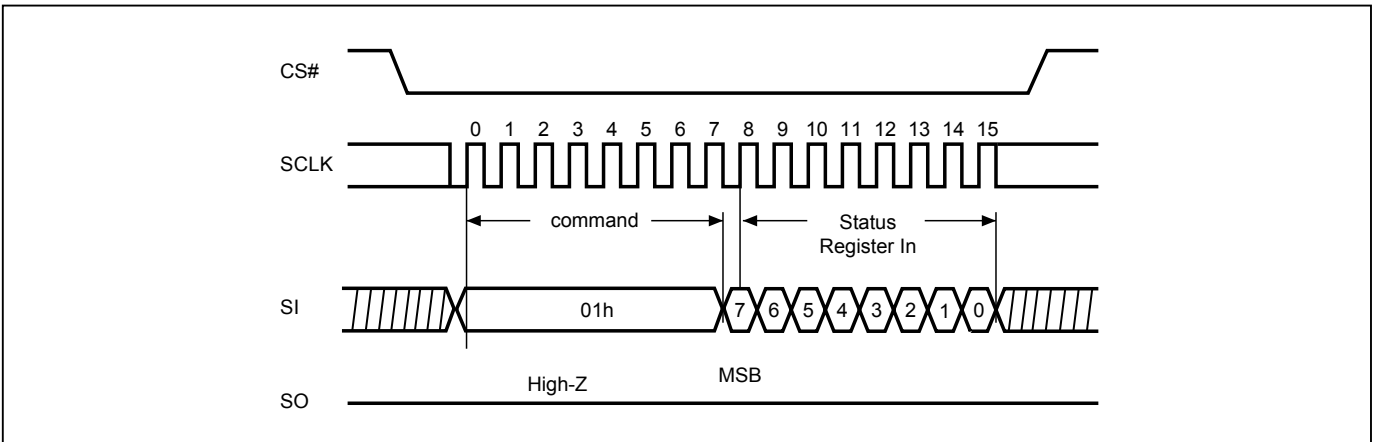 CS#
0 1 2 3 4 5 6 7 8 9 10 11 12 13 14 15
SCLK
command
Status
Register In
SI
01h
7 6 5 4 3 2 1 0
High-Z
MSB
SO